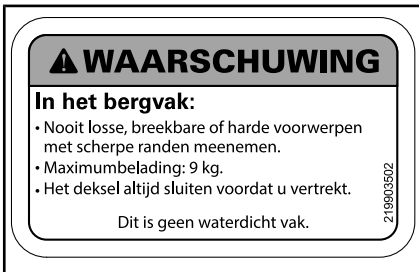 WAARSCHUWING
In het bergvak:
• Nooit losse, breekbare of harde voorwerpen
met scherpe randen meenemen.
• Maximumbelading: 9 kg.
• Het deksel altijd sluiten voordat u vertrekt.
Dit is geen waterdicht vak.
219903502